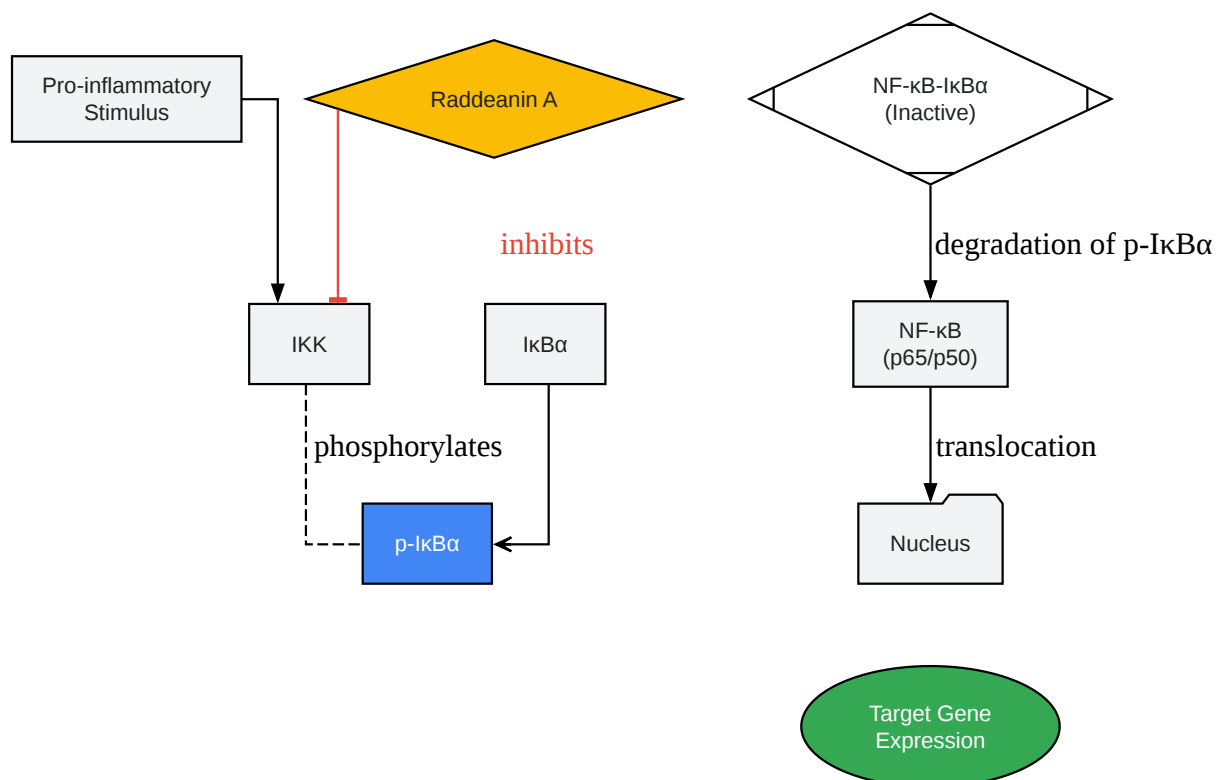 Pro-inflammatory
Stimulus
Raddeanin A
NF-κB-IκBα
(Inactive)
inhibits
degradation of p-IκBα
IKK
IκBα
NF-κB
(p65/p50)
phosphorylates
translocation
p-IκBα
Nucleus
Target Gene
Expression